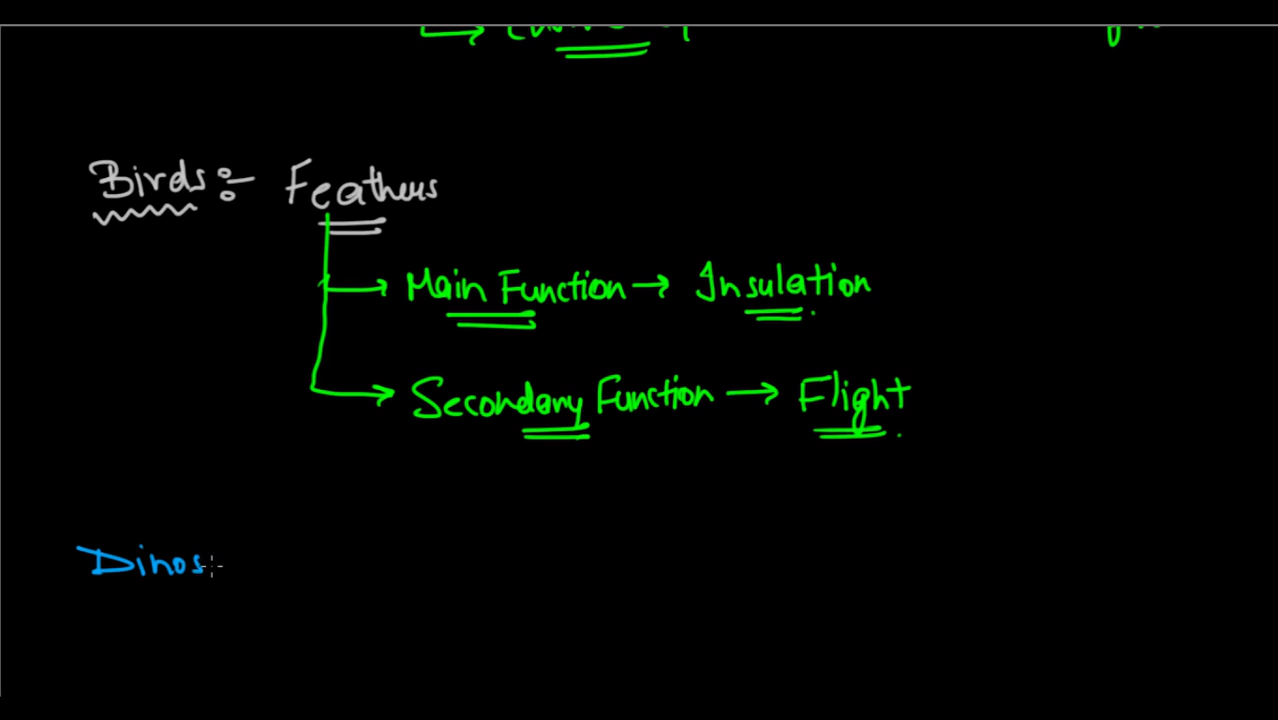 Birds :- Feathers
→ Main Function → Insulation
→ Secondary Function → Flight
Dinos